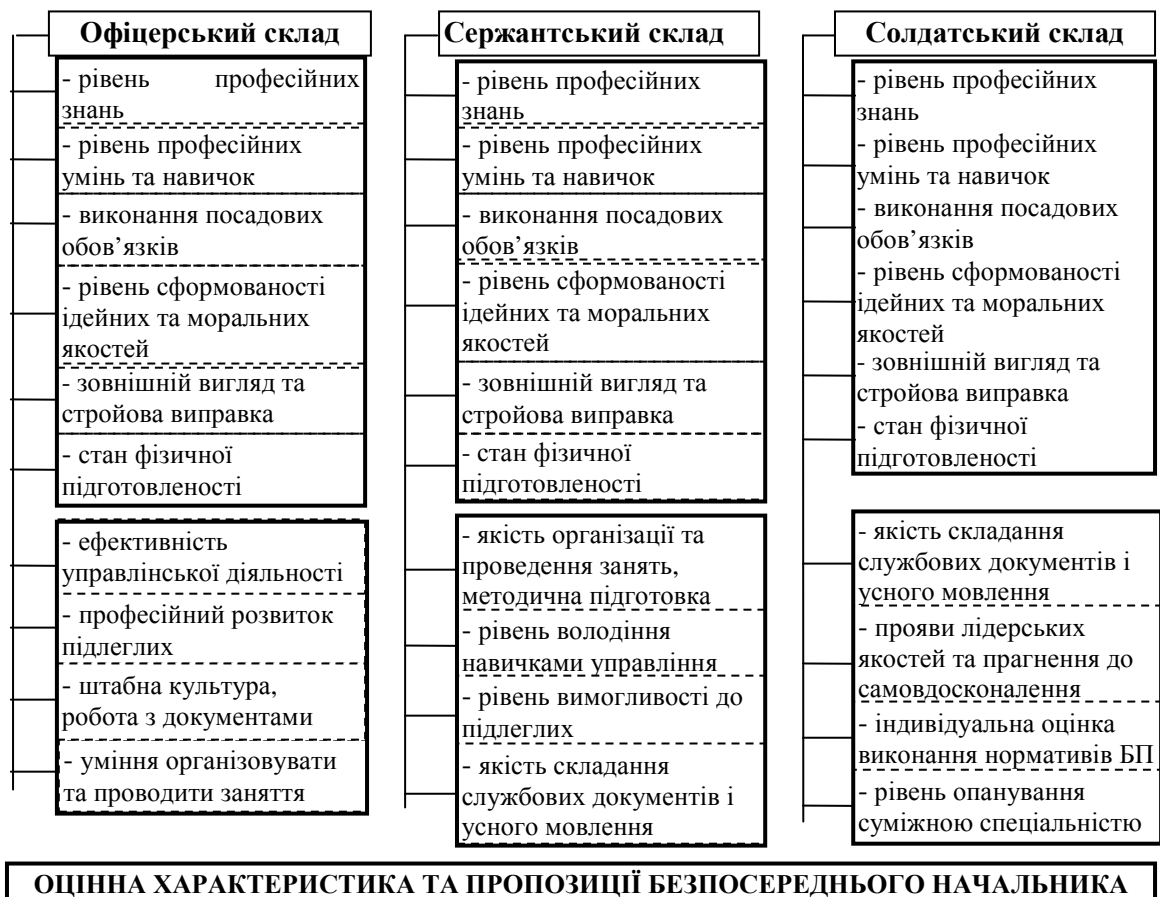 Офіцерський склад
- рівень професійних
знань
- рівень професійних
умінь та навичок
- виконання посадових
обов’язків
- рівень сформованості
ідейних та моральних
якостей
- зовнішній вигляд та
стройова виправка
- стан фізичної
підготовленості
- ефективність
управлінської діяльності
- професійний розвиток
підлеглих
- штабна культура,
робота з документами
- уміння організовувати
та проводити заняття
Сержантський склад
- рівень професійних
знань
- рівень професійних
умінь та навичок
- виконання посадових
обов’язків
- рівень сформованості
ідейних та моральних
якостей
- зовнішній вигляд та
стройова виправка
- стан фізичної
підготовленості
- якість організації та
проведення занять,
методична підготовка
- рівень володіння
навичками управління
- рівень вимогливості до
підлеглих
- якість складання
службових документів і
усного мовлення
Солдатський склад
- рівень професійних
знань
- рівень професійних
умінь та навичок
- виконання посадових
обов’язків
- рівень сформованості
ідейних та моральних
якостей
- зовнішній вигляд та
стройова виправка
- стан фізичної
підготовленості
- якість складання
службових документів і
усного мовлення
- прояви лідерських
якостей та прагнення до
самовдосконалення
- індивідуальна оцінка
виконання нормативів БП
- рівень опанування
суміжною спеціальністю
ОЦІННА ХАРАКТЕРИСТИКА ТА ПРОПОЗИЦІЇ БЕЗПОСЕРЕДНЬОГО НАЧАЛЬНИКА